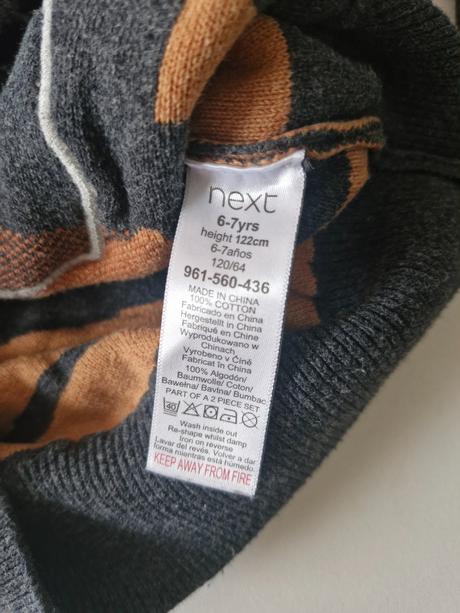 next
6-7yrs
height 122cm
6-7años
120/64
961-560-436
MADE IN CHINA
100% COTTON
Fabricado en China
Hergestellt in China
Fabriqué en Chine
Wyprodukowano w
Chinach
Vyrobeno v Číně
Fabricat în China
100% Algodón/
Baumwolle/ Coton/
Bawełna/ Bavlna/ Bumbac
PART OF A 2 PIECE SET
40
Wash inside out
Re-shape whilst damp
Iron on reverse
Lavar del revés. Volver a dar
forma mientras está húmedo.
KEEP AWAY FROM FIRE